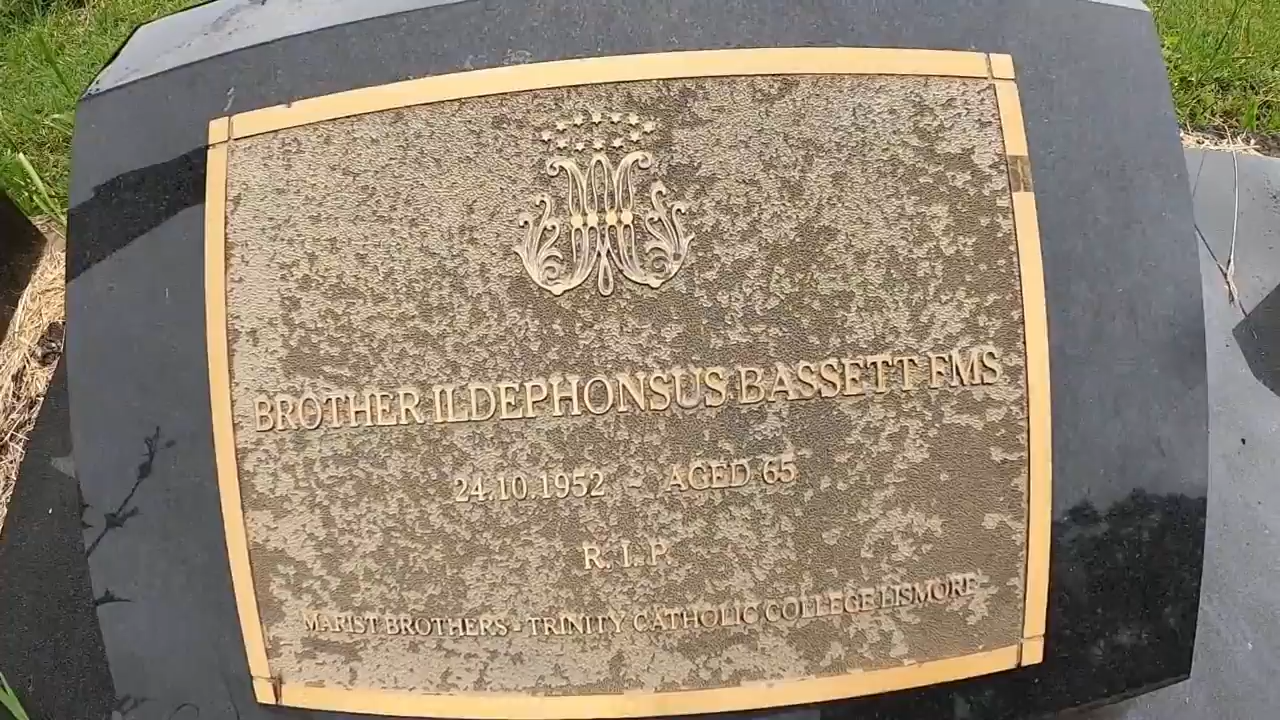 BROTHER ILDEPHONSUS BASSETT FMS
24.10.1952 - AGED 65
R.I.P.
MARIST BROTHERS - TRINITY CATHOLIC COLLEGE LISMORE